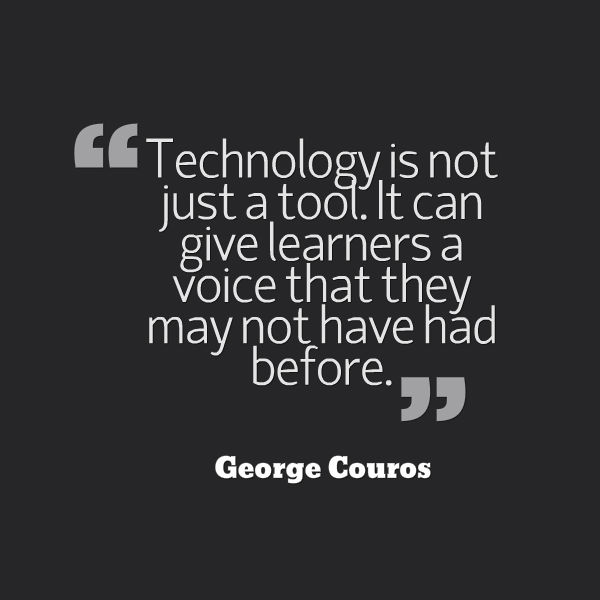 “Technology is not
just a tool. It can
give learners a
voice that they
may not have had
before.”
George Couros